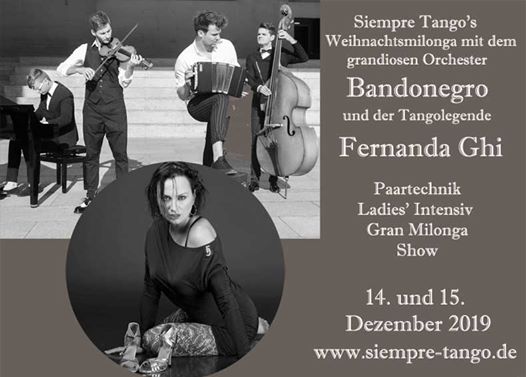 Siempre Tango's
Weihnachtsmilonga mit dem
grandiosen Orchester
Bandonegro
und der Tangolegende
Fernanda Ghi
Paartechnik
Ladies' Intensiv
Gran Milonga
Show
14. und 15.
Dezember 2019
www.siempre-tango.de